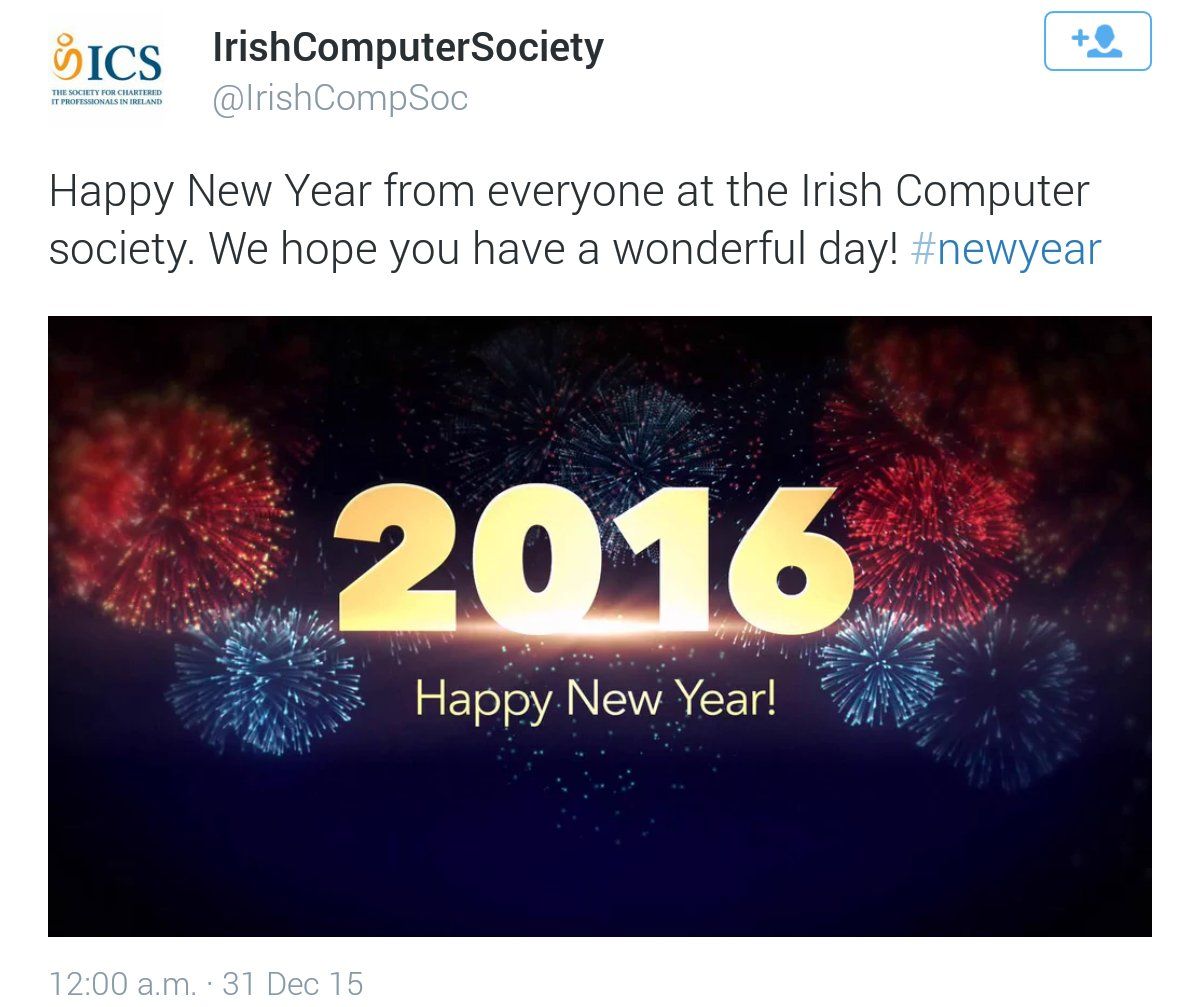 ICS
THE SOCIETY FOR CHARTERED
IT PROFESSIONALS IN IRELAND
IrishComputerSociety
@IrishCompSoc
Happy New Year from everyone at the Irish Computer
society. We hope you have a wonderful day! #newyear
2016
Happy New Year!
12:00 a.m. · 31 Dec 15